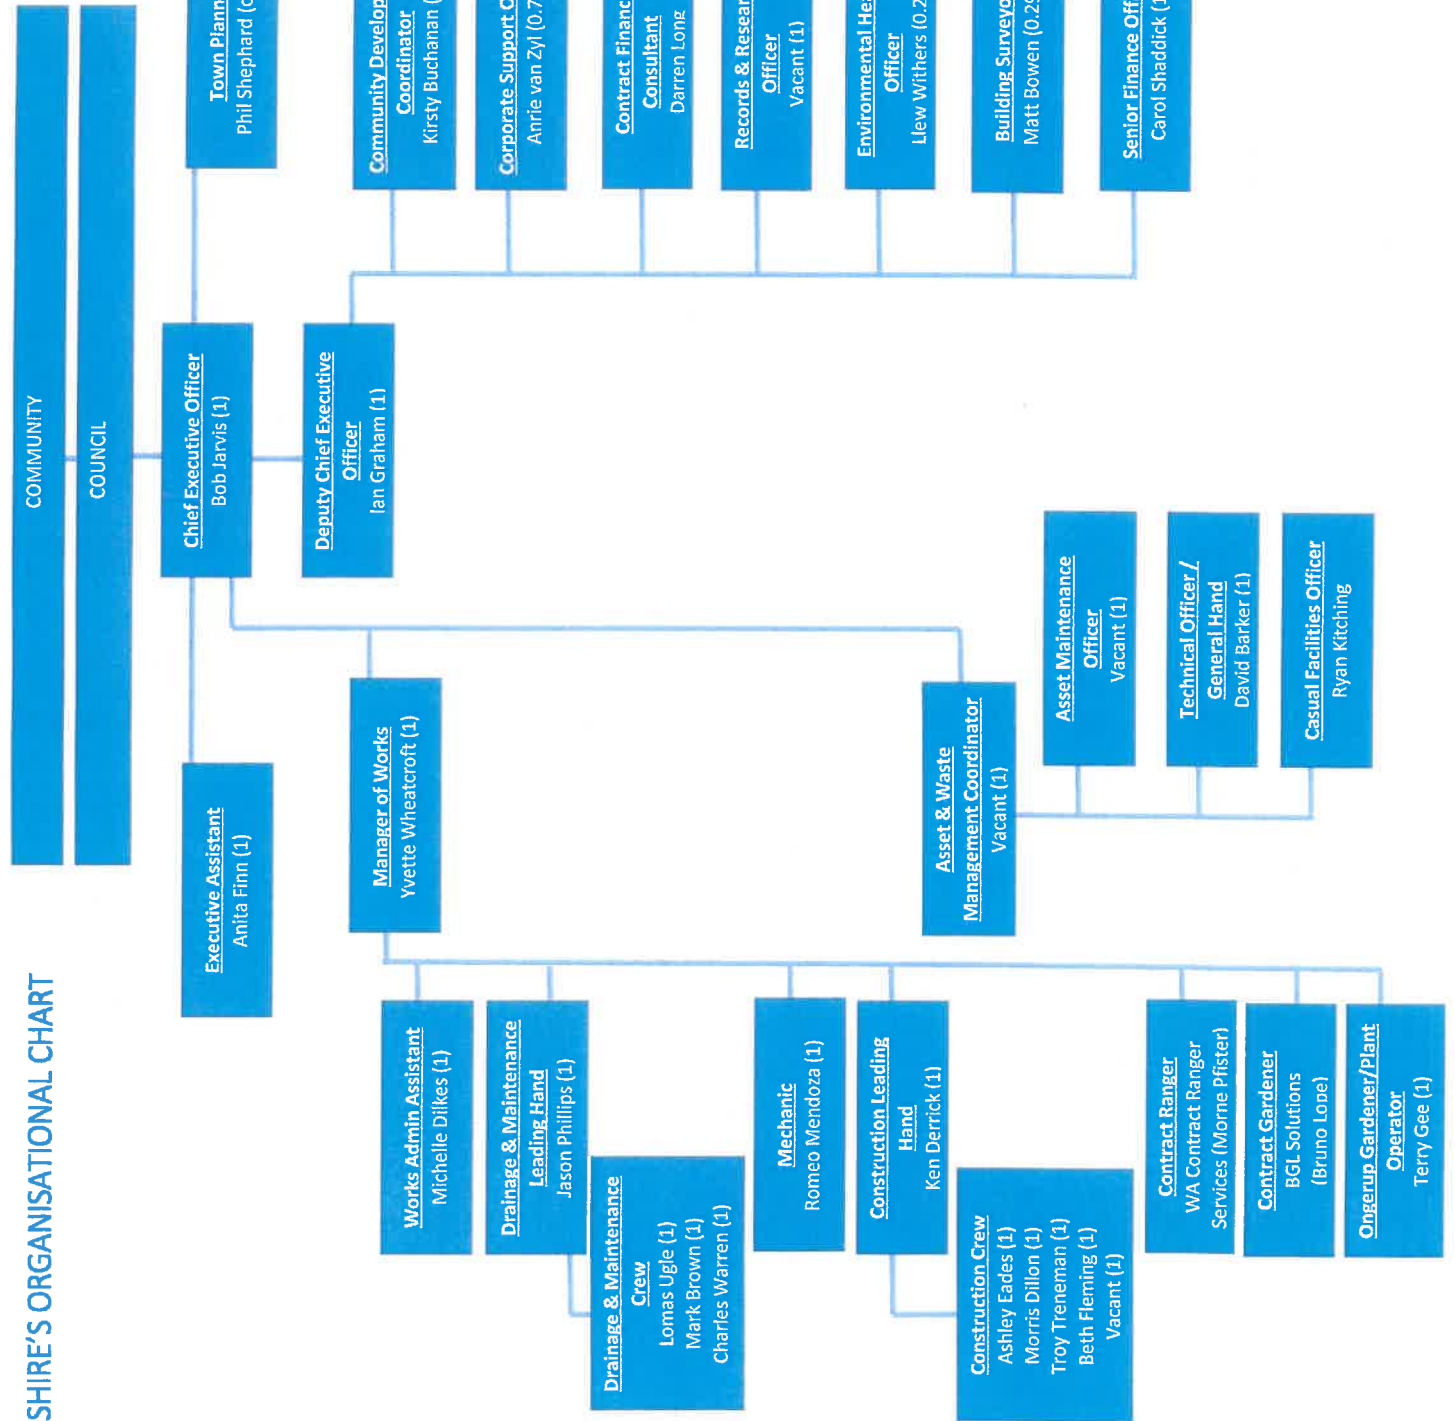 SHIRE'S ORGANISATIONAL CHART
COMMUNITY
COUNCIL
Chief Executive Officer
Bob Jarvis (1)
Executive Assistant
Anita Finn (1)
Town Plann
Phil Shephard (c
Deputy Chief Executive
Officer
Ian Graham (1)
Manager of Works
Yvette Wheatcroft (1)
Works Admin Assistant
Michelle Dilkes (1)
Drainage & Maintenance
Leading Hand
Jason Phillips (1)
Drainage & Maintenance
Crew
Lomas Ugle (1)
Mark Brown (1)
Charles Warren (1)
Mechanic
Romeo Mendoza (1)
Construction Leading
Hand
Ken Derrick (1)
Construction Crew
Ashley Eades (1)
Morris Dillon (1)
Troy Treneman (1)
Beth Fleming (1)
Vacant (1)
Contract Ranger
WA Contract Ranger
Services (Morne Pfister)
Contract Gardener
BGL Solutions
(Bruno Lope)
Ongerup Gardener/Plant
Operator
Terry Gee (1)
Asset & Waste
Management Coordinator
Vacant (1)
Asset Maintenance
Officer
Vacant (1)
Technical Officer /
General Hand
David Barker (1)
Casual Facilities Officer
Ryan Kitching
Community Develop
Coordinator
Kirsty Buchanan (
Corporate Support O
Anrie van Zyl (0.7
Contract Financ
Consultant
Darren Long
Records & Resear
Officer
Vacant (1)
Environmental Hea
Officer
Llew Withers (0.2
Building Surveyo
Matt Bowen (0.29
Senior Finance Off
Carol Shaddick (1